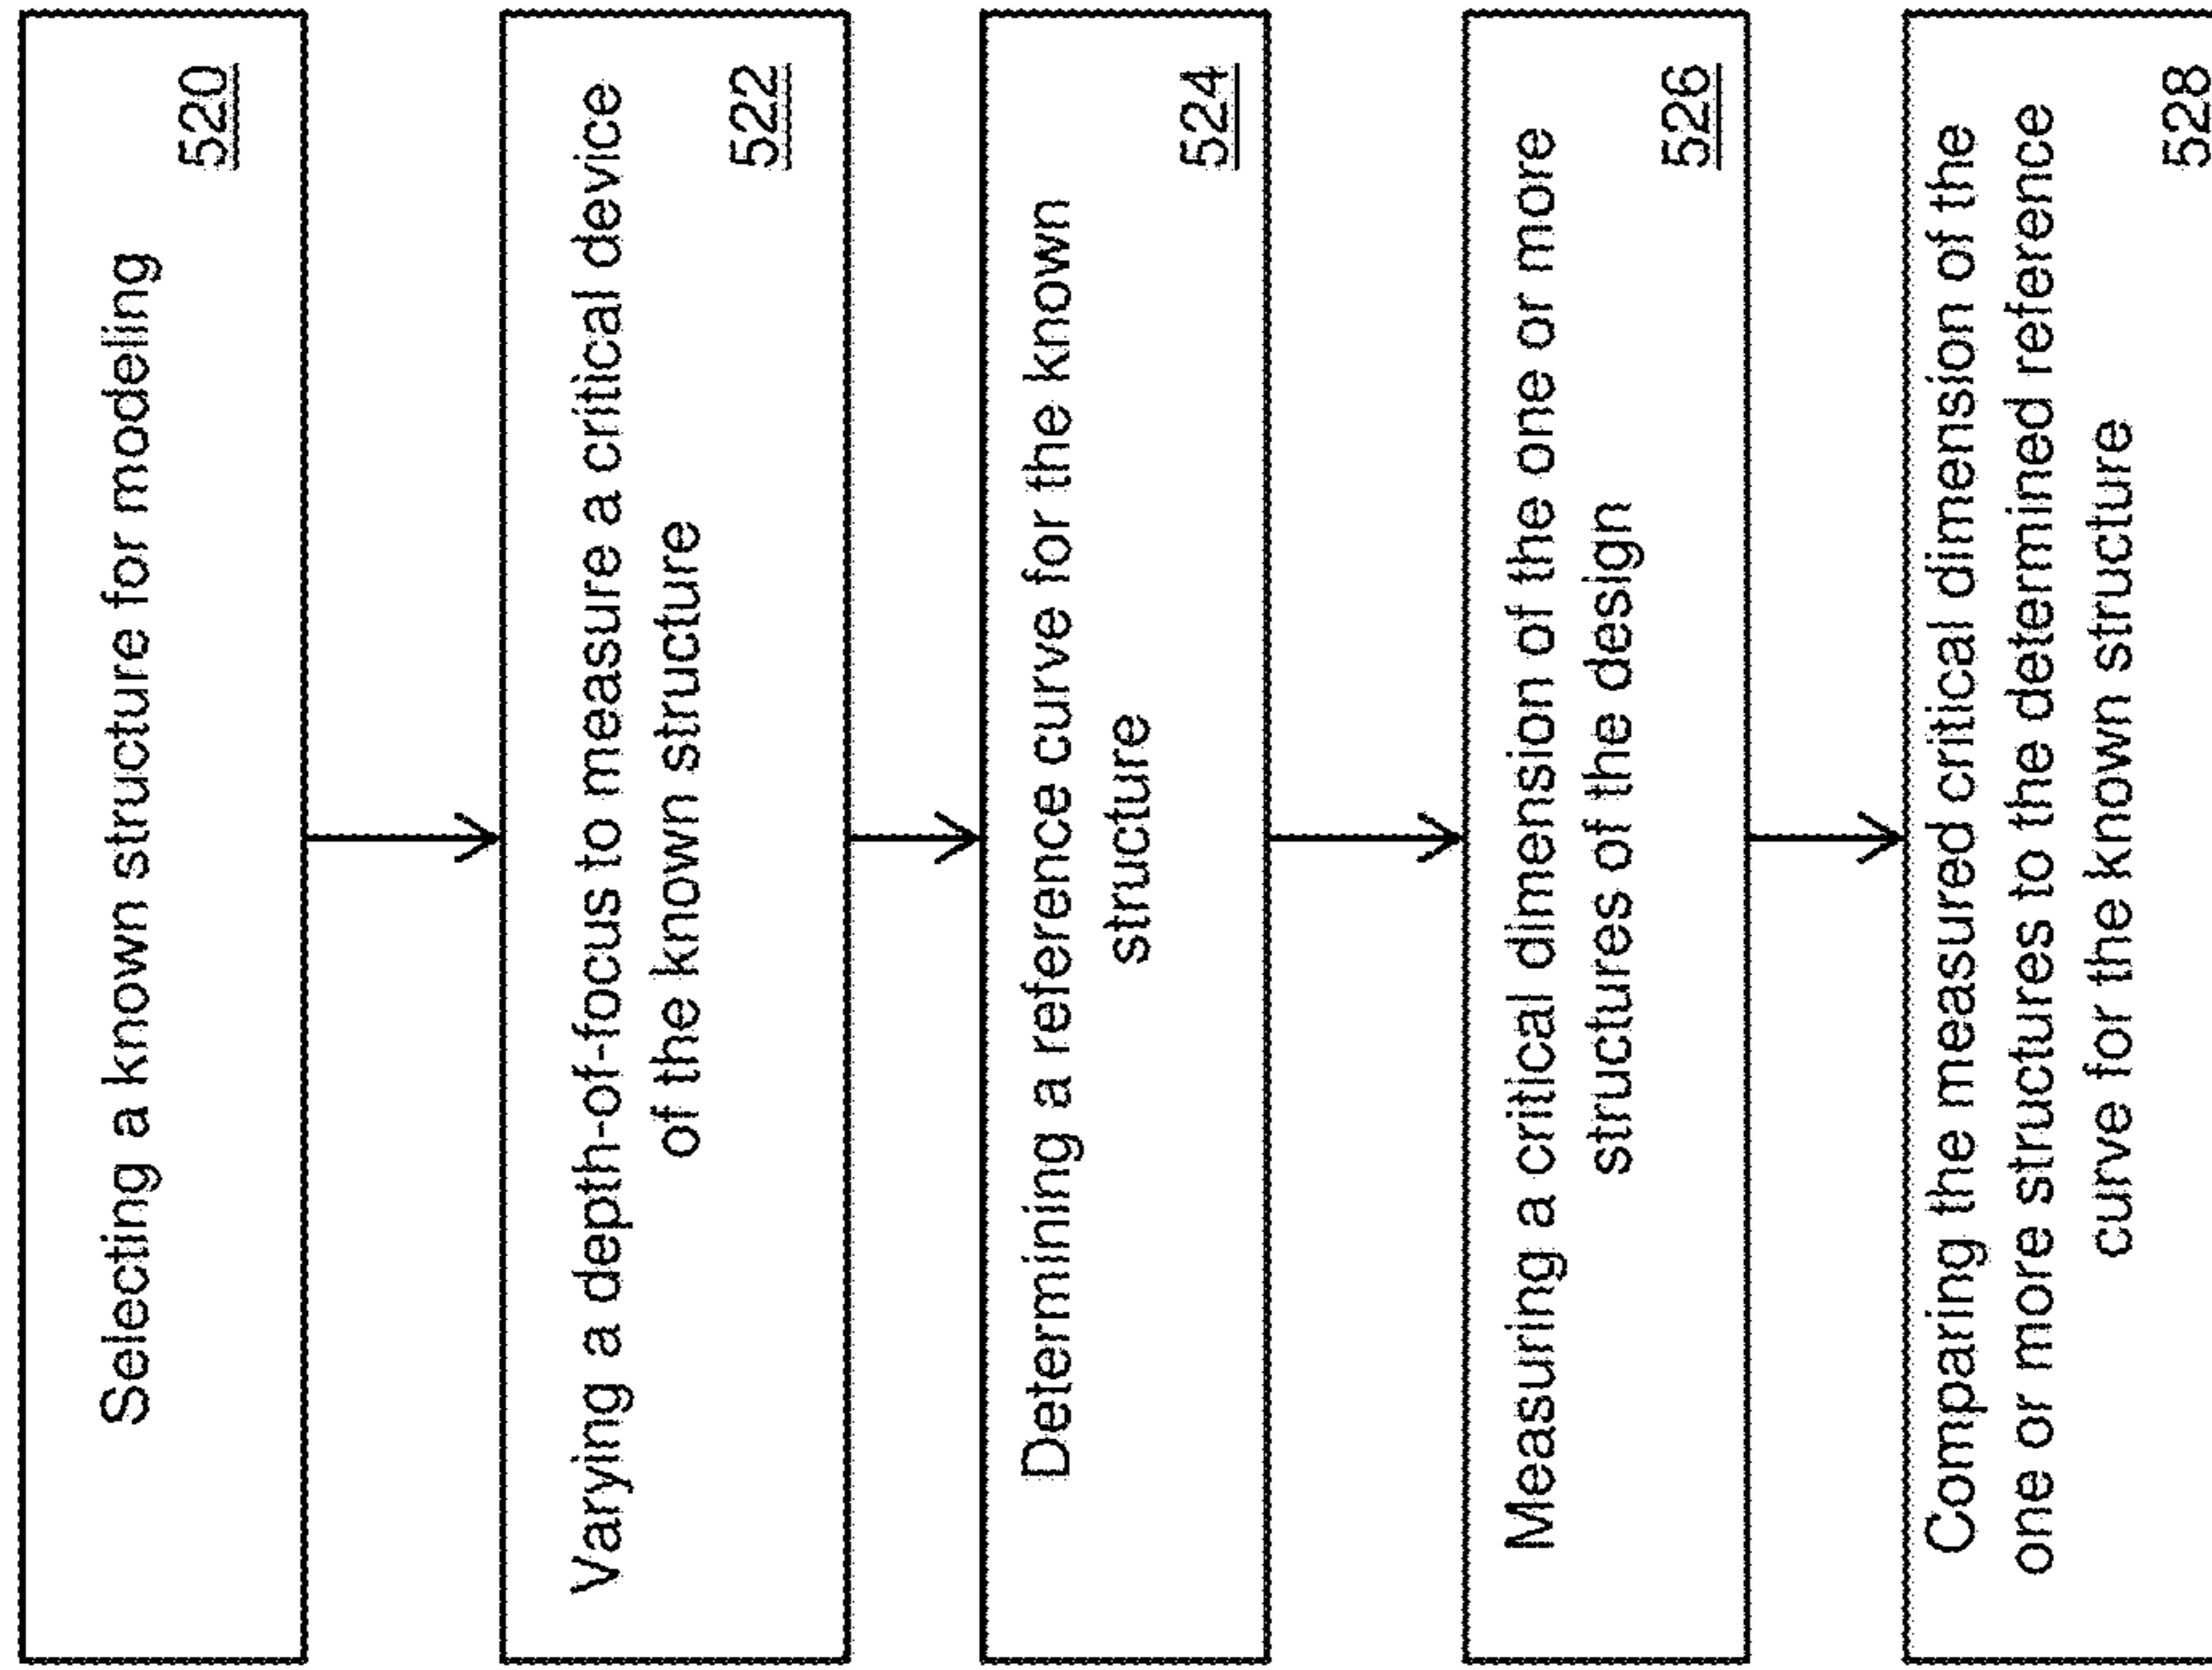 Selecting a known structure for modeling
520
Varying a depth-of-focus to measure a critical device
of the known structure
522
Determining a reference curve for the known
structure
524
Measuring a critical dimension of the one or more
structures of the design
526
Comparing the measured critical dimension of the
one or more structures to the determined reference
curve for the known structure
528